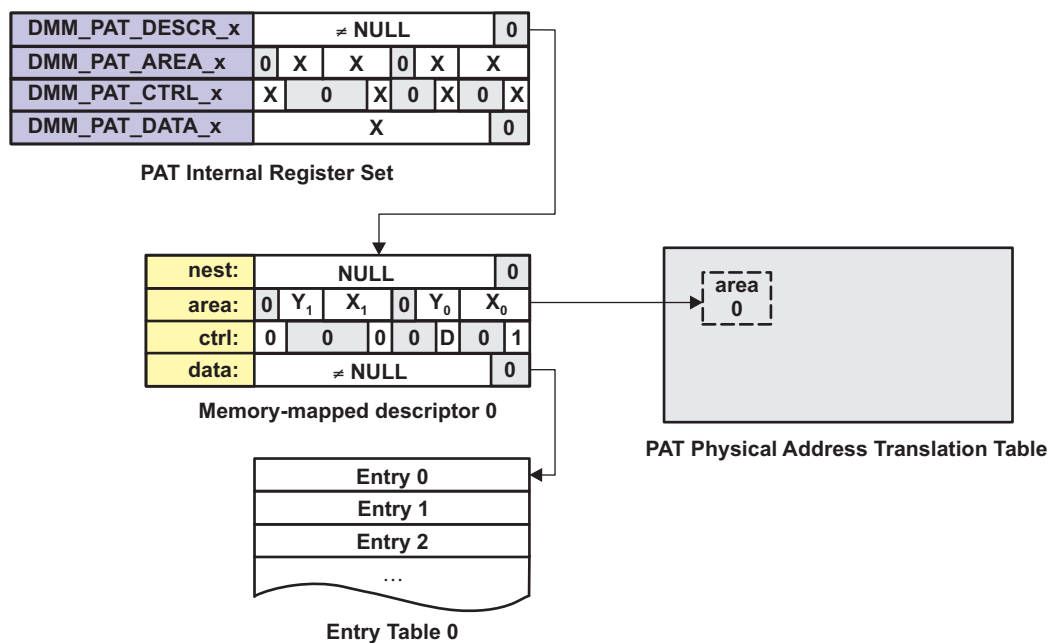 DMM_PAT_DESCR_x ≠ NULL 0
DMM_PAT_AREA_x 0 X X 0 X X
DMM_PAT_CTRL_x X 0 X 0 X 0 X
DMM_PAT_DATA_x X 0
PAT Internal Register Set
nest: NULL 0
area: 0 Y1 X1 0 Y0 X0
ctrl: 0 0 0 0 D 0 1
data: ≠ NULL 0
Memory-mapped descriptor 0
area
0
PAT Physical Address Translation Table
Entry 0
Entry 1
Entry 2
...
Entry Table 0